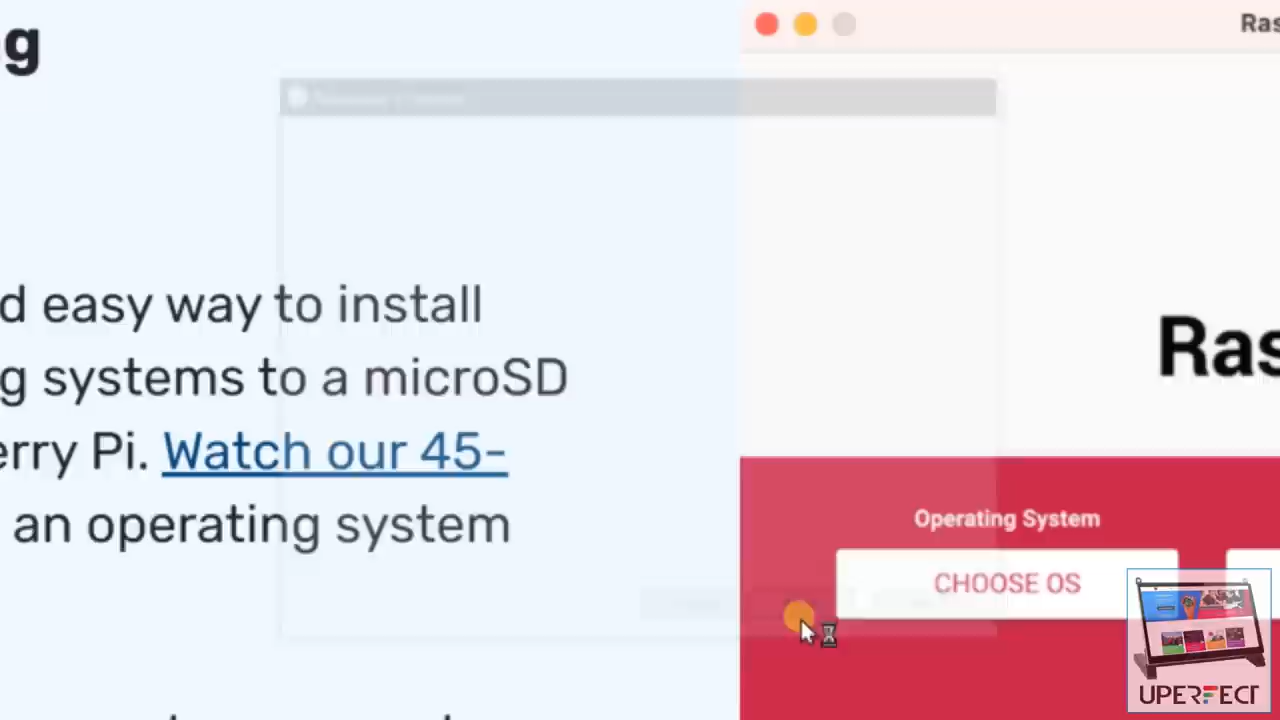 g
d easy way to install
g systems to a microSD
erry Pi. Watch our 45-
an operating system
Ras
Ras
Operating System
CHOOSE OS
UPERFECT